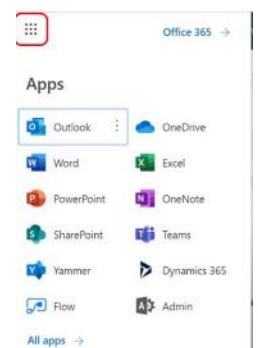 Office 365 →
Apps
Outlook OneDrive
Word Excel
PowerPoint OneNote
SharePoint Teams
Yammer Dynamics 365
Flow Admin
All apps →